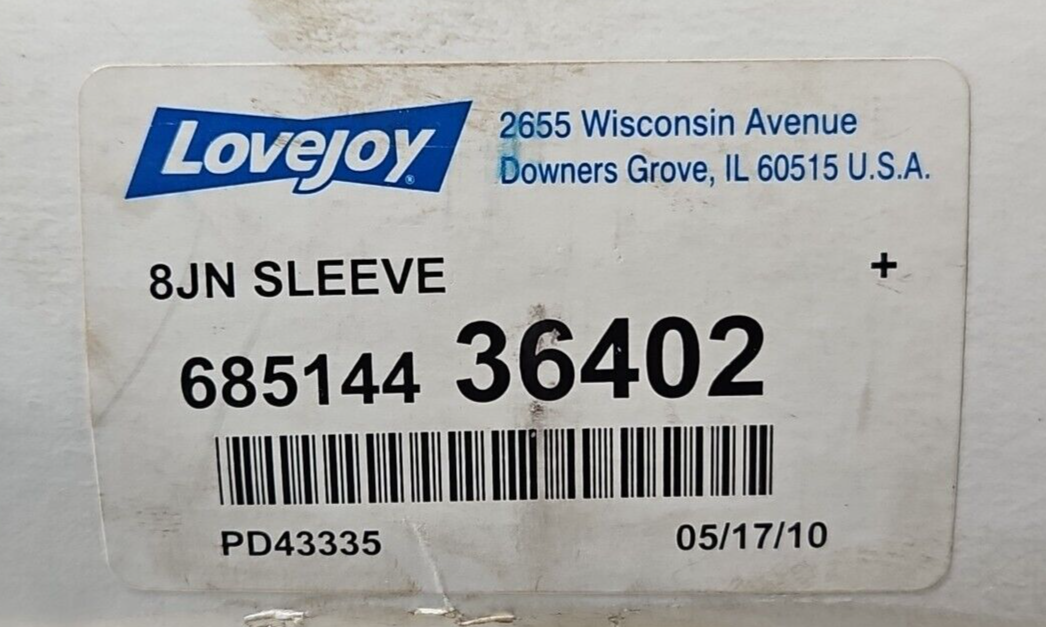 Lovejoy®
2655 Wisconsin Avenue
Downers Grove, IL 60515 U.S.A.
8JN SLEEVE +
685144 36402
PD43335 05/17/10